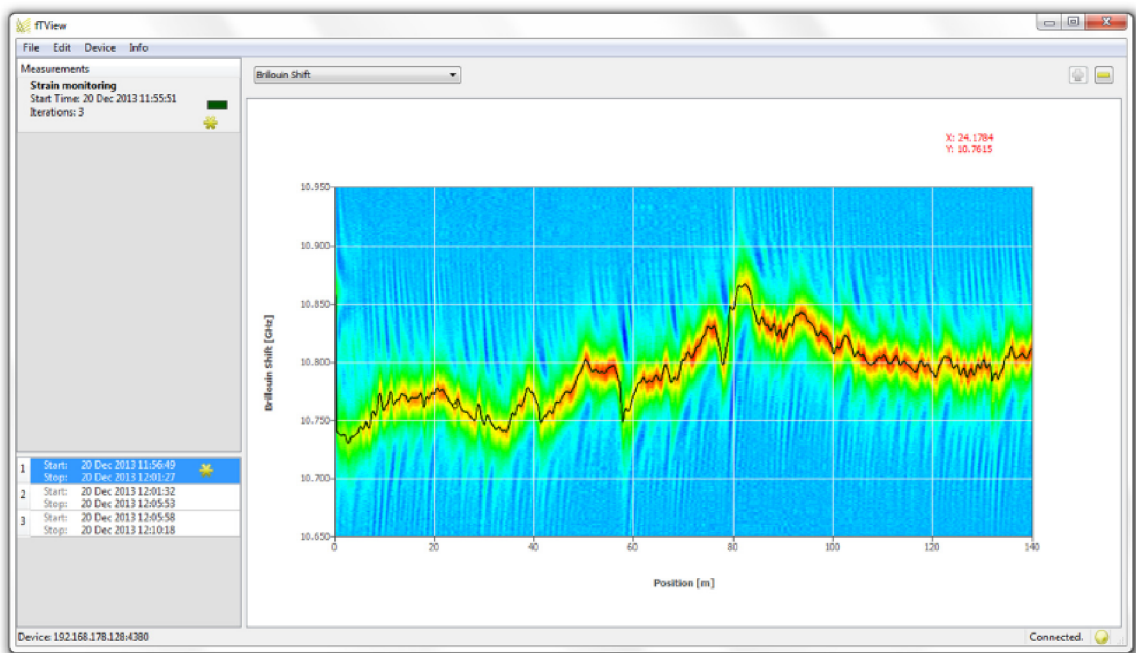 fTView
File Edit Device Info
Measurements
Strain monitoring
Start Time: 20 Dec 2013 11:55:51
Iterations: 3
Brillouin Shift
X: 24.1784
Y: 10.7615
10.950
10.900
10.850
10.800
10.750
10.700
10.650
Brillouin Shift [GHz]
0 20 40 60 80 100 120 140
Position [m]
1 Start: 20 Dec 2013 11:56:49
Stop: 20 Dec 2013 12:01:27
2 Start: 20 Dec 2013 12:01:32
Stop: 20 Dec 2013 12:05:53
3 Start: 20 Dec 2013 12:05:58
Stop: 20 Dec 2013 12:10:18
Device: 192.168.178.128:4380
Connected.